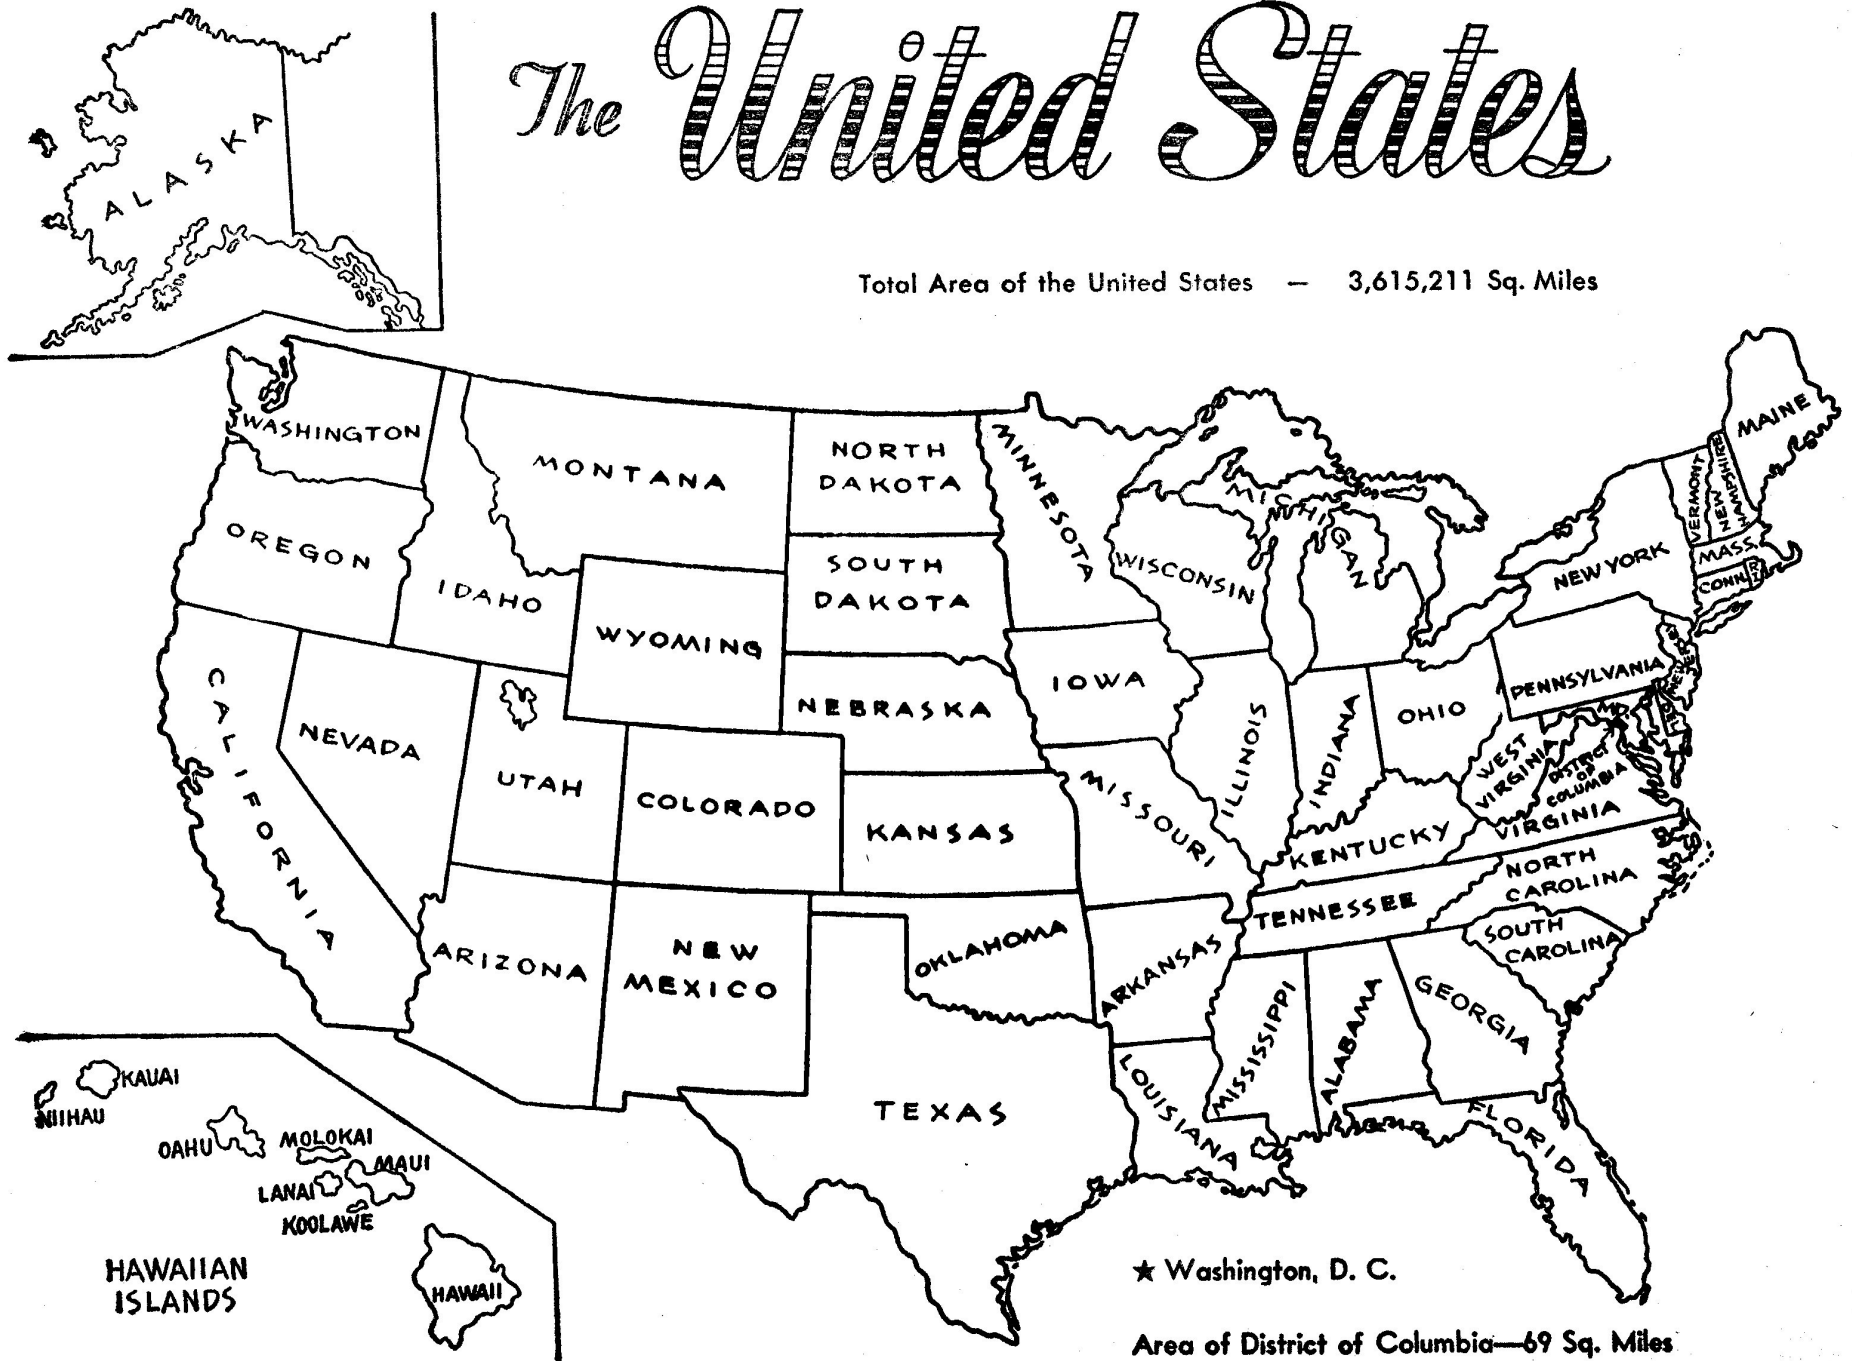 The United States
ALASKA
Total Area of the United States – 3,615,211 Sq. Miles
WASHINGTON
MONTANA
NORTH
DAKOTA
MINNESOTA
MICHIGAN
MAINE
VERMONT
NEW
HAMPSHIRE
OREGON
IDAHO
SOUTH
DAKOTA
WISCONSIN
NEW YORK
MASS.
CONN.
R
I
WYOMING
CALIFORNIA
NEVADA
UTAH
NEBRASKA
IOWA
ILLINOIS
INDIANA
OHIO
PENNSYLVANIA
MD.
COLORADO
KANSAS
MISSOURI
KENTUCKY
WEST
VIRGINIA
DISTRICT
OF
COLUMBIA
VIRGINIA
ARIZONA
NEW
MEXICO
OKLAHOMA
ARKANSAS
TENNESSEE
NORTH
CAROLINA
SOUTH
CAROLINA
TEXAS
LOUISIANA
MISSISSIPPI
ALABAMA
GEORGIA
FLORIDA
KAUAI
NIIHAU
OAHU
MOLOKAI
MAUI
LANAI
KOOLAWE
HAWAII
HAWAIIAN
ISLANDS
★ Washington, D. C.
Area of District of Columbia—69 Sq. Miles